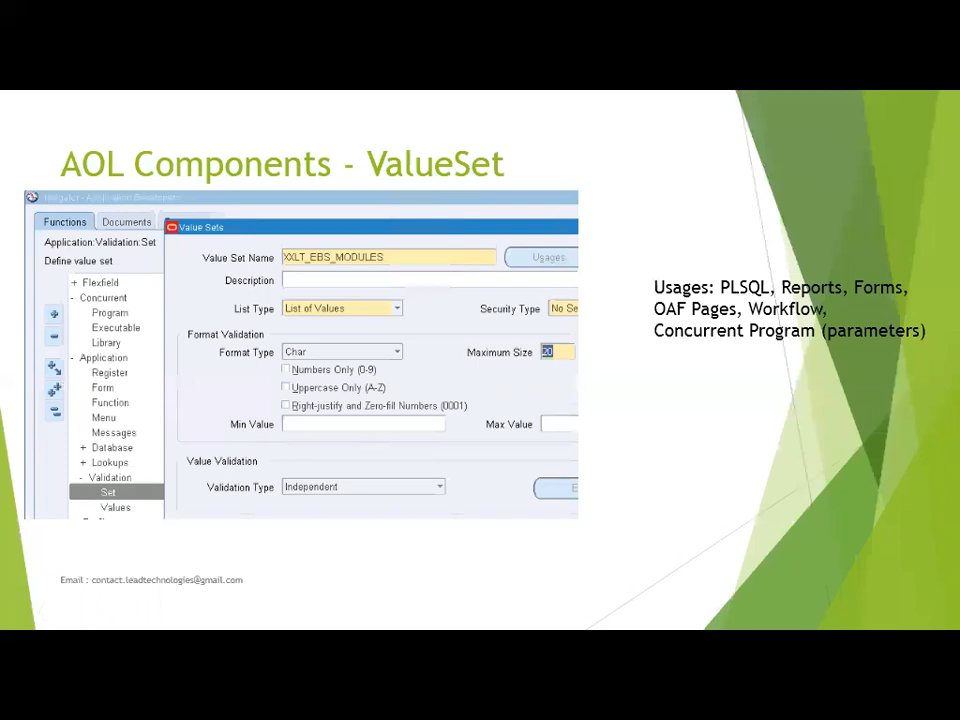 AOL Components - ValueSet
Functions
Documents
Value Sets
Application:Validation:Set
Define value set
+ Flexfield
- Concurrent
Program
Executable
Library
- Application
Register
Form
Function
Menu
Messages
+ Database
+ Lookups
- Validation
Set
Values
Value Set Name XXLT_EBS_MODULES Usages
Description
List Type List of Values Security Type No Se
Format Validation
Format Type Char Maximum Size 20
Numbers Only (0-9)
Uppercase Only (A-Z)
Right-justify and Zero-fill Numbers (0001)
Min Value Max Value
Value Validation
Validation Type Independent E
Usages: PLSQL, Reports, Forms,
OAF Pages, Workflow,
Concurrent Program (parameters)
Email : contact.leadtechnologies@gmail.com